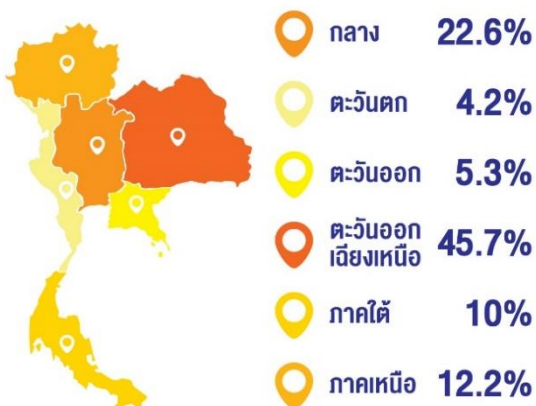 กลาง 22.6%
ตะวันตก 4.2%
ตะวันออก 5.3%
ตะวันออก
เฉียงเหนือ 45.7%
ภาคใต้ 10%
ภาคเหนือ 12.2%